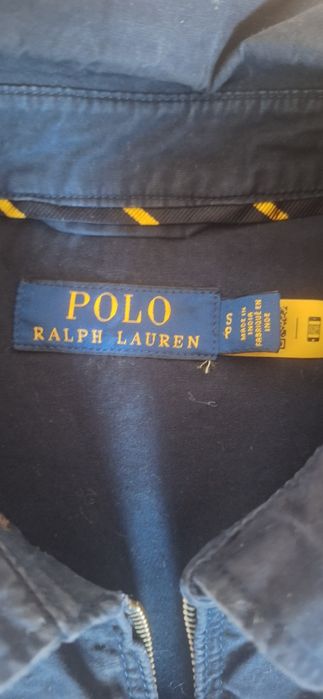 POLO
RALPH LAUREN
S
P
MADE IN
INDIA
FABRIQUÉ EN
INDE